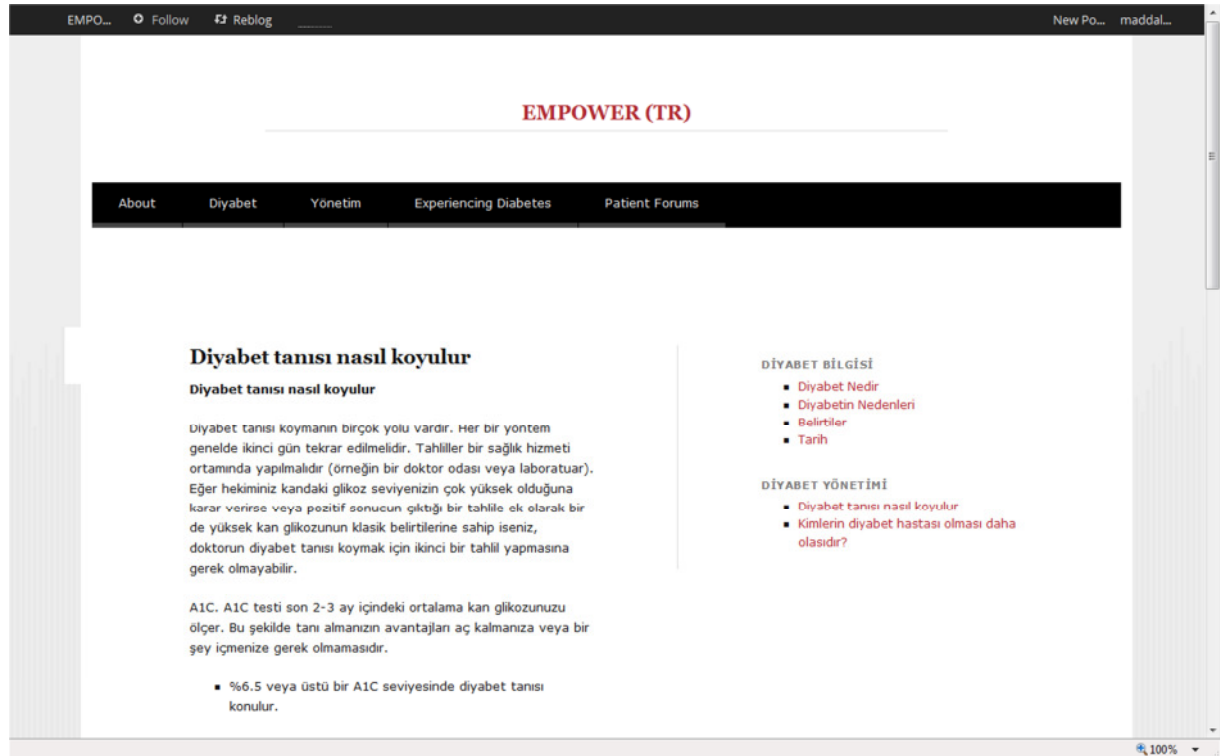 EMPO... Follow Reblog New Po... maddal...
EMPOWER (TR)
About Diyabet Yönetim Experiencing Diabetes Patient Forums
Diyabet tanısı nasıl koyulur
Diyabet tanısı nasıl koyulur
Diyabet tanısı koymanın birçok yolu vardır. Her bir yöntem
genelde ikinci gün tekrar edilmelidir. Tahliller bir sağlık hizmeti
ortamında yapılmalıdır (örneğin bir doktor odası veya laboratuar).
Eğer hekiminiz kandaki glikoz seviyenizin çok yüksek olduğuna
karar verirse veya pozitif sonucun çıktığı bir tahlile ek olarak bir
de yüksek kan glikozunun klasik belirtilerine sahip iseniz,
doktorun diyabet tanısı koymak için ikinci bir tahlil yapmasına
gerek olmayabilir.
A1C. A1C testi son 2-3 ay içindeki ortalama kan glikozunuzu
ölçer. Bu şekilde tanı almanızın avantajları aç kalmanıza veya bir
şey içmenize gerek olmamasıdır.
%6.5 veya üstü bir A1C seviyesinde diyabet tanısı
konulur.
DİYABET BİLGİSİ
Diyabet Nedir
Diyabetin Nedenleri
Belirtiler
Tarih
DİYABET YÖNETİMİ
Diyabet tanısı nasıl koyulur
Kimlerin diyabet hastası olması daha
olasıdır?
100%